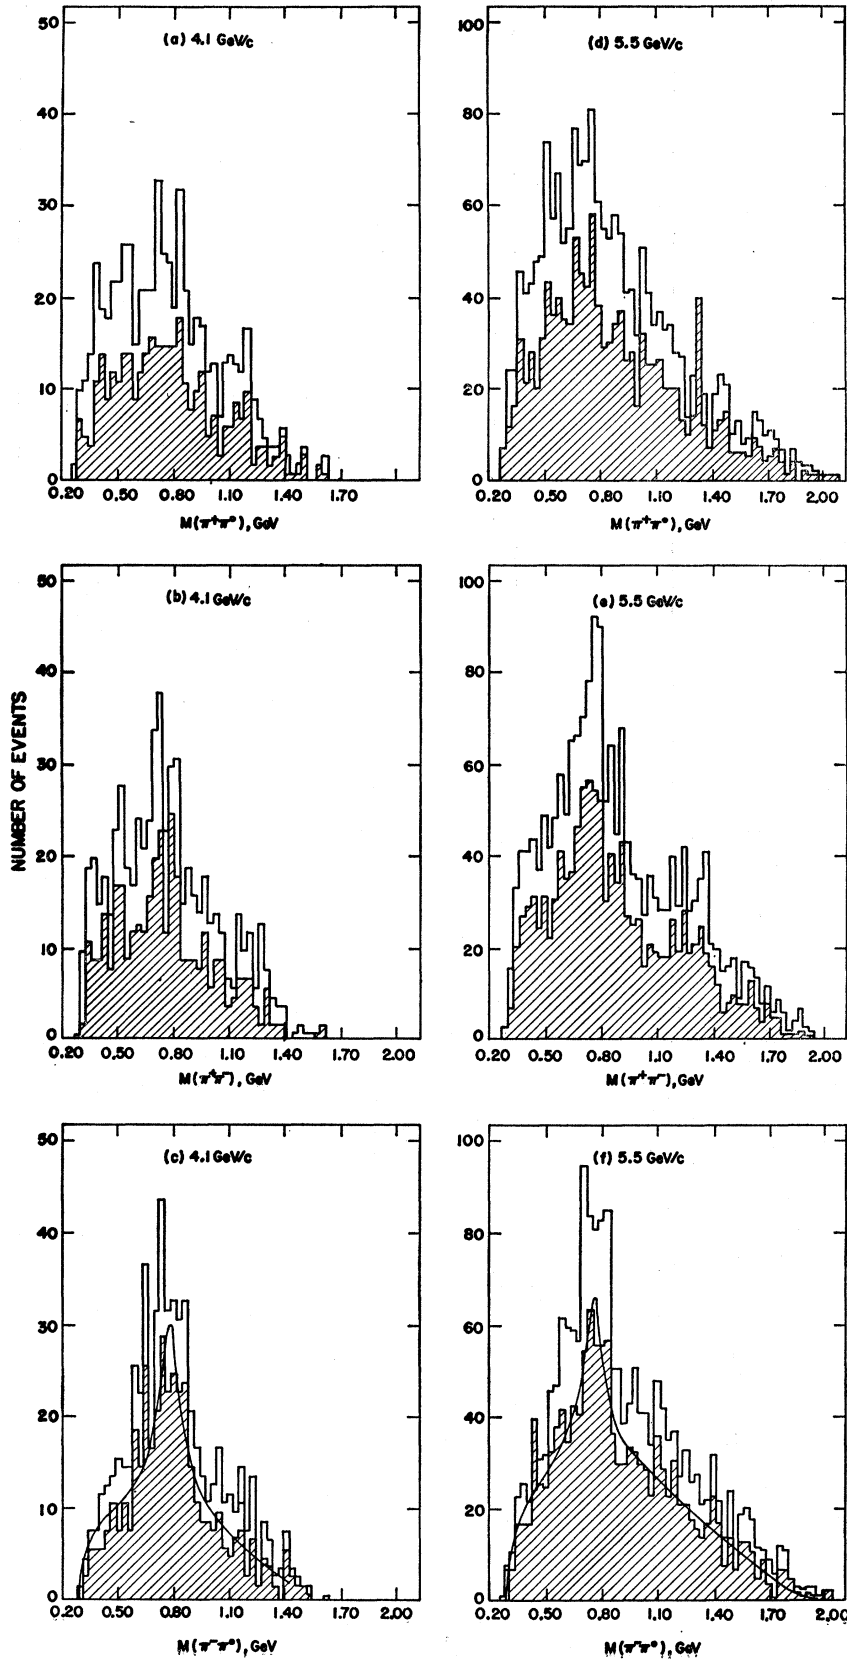 (a) 4.1 GeV/c
50
40
30
20
10
0
0.20 0.50 0.80 1.10 1.40 1.70
M(π⁺π⁰), GeV
(d) 5.5 GeV/c
100
80
60
40
20
0
0.20 0.50 0.80 1.10 1.40 1.70 2.00
M(π⁺π⁰), GeV
NUMBER OF EVENTS
(b) 4.1 GeV/c
50
40
30
20
10
0
0.20 0.50 0.80 1.10 1.40 1.70 2.00
M(π⁺π⁻), GeV
(e) 5.5 GeV/c
100
80
60
40
20
0
0.20 0.50 0.80 1.10 1.40 1.70 2.00
M(π⁺π⁻), GeV
(c) 4.1 GeV/c
50
40
30
20
10
0
0.20 0.50 0.80 1.10 1.40 1.70 2.00
M(π⁻π⁰), GeV
(f) 5.5 GeV/c
100
80
60
40
20
0
0.20 0.50 0.80 1.10 1.40 1.70 2.00
M(π⁻π⁰), GeV